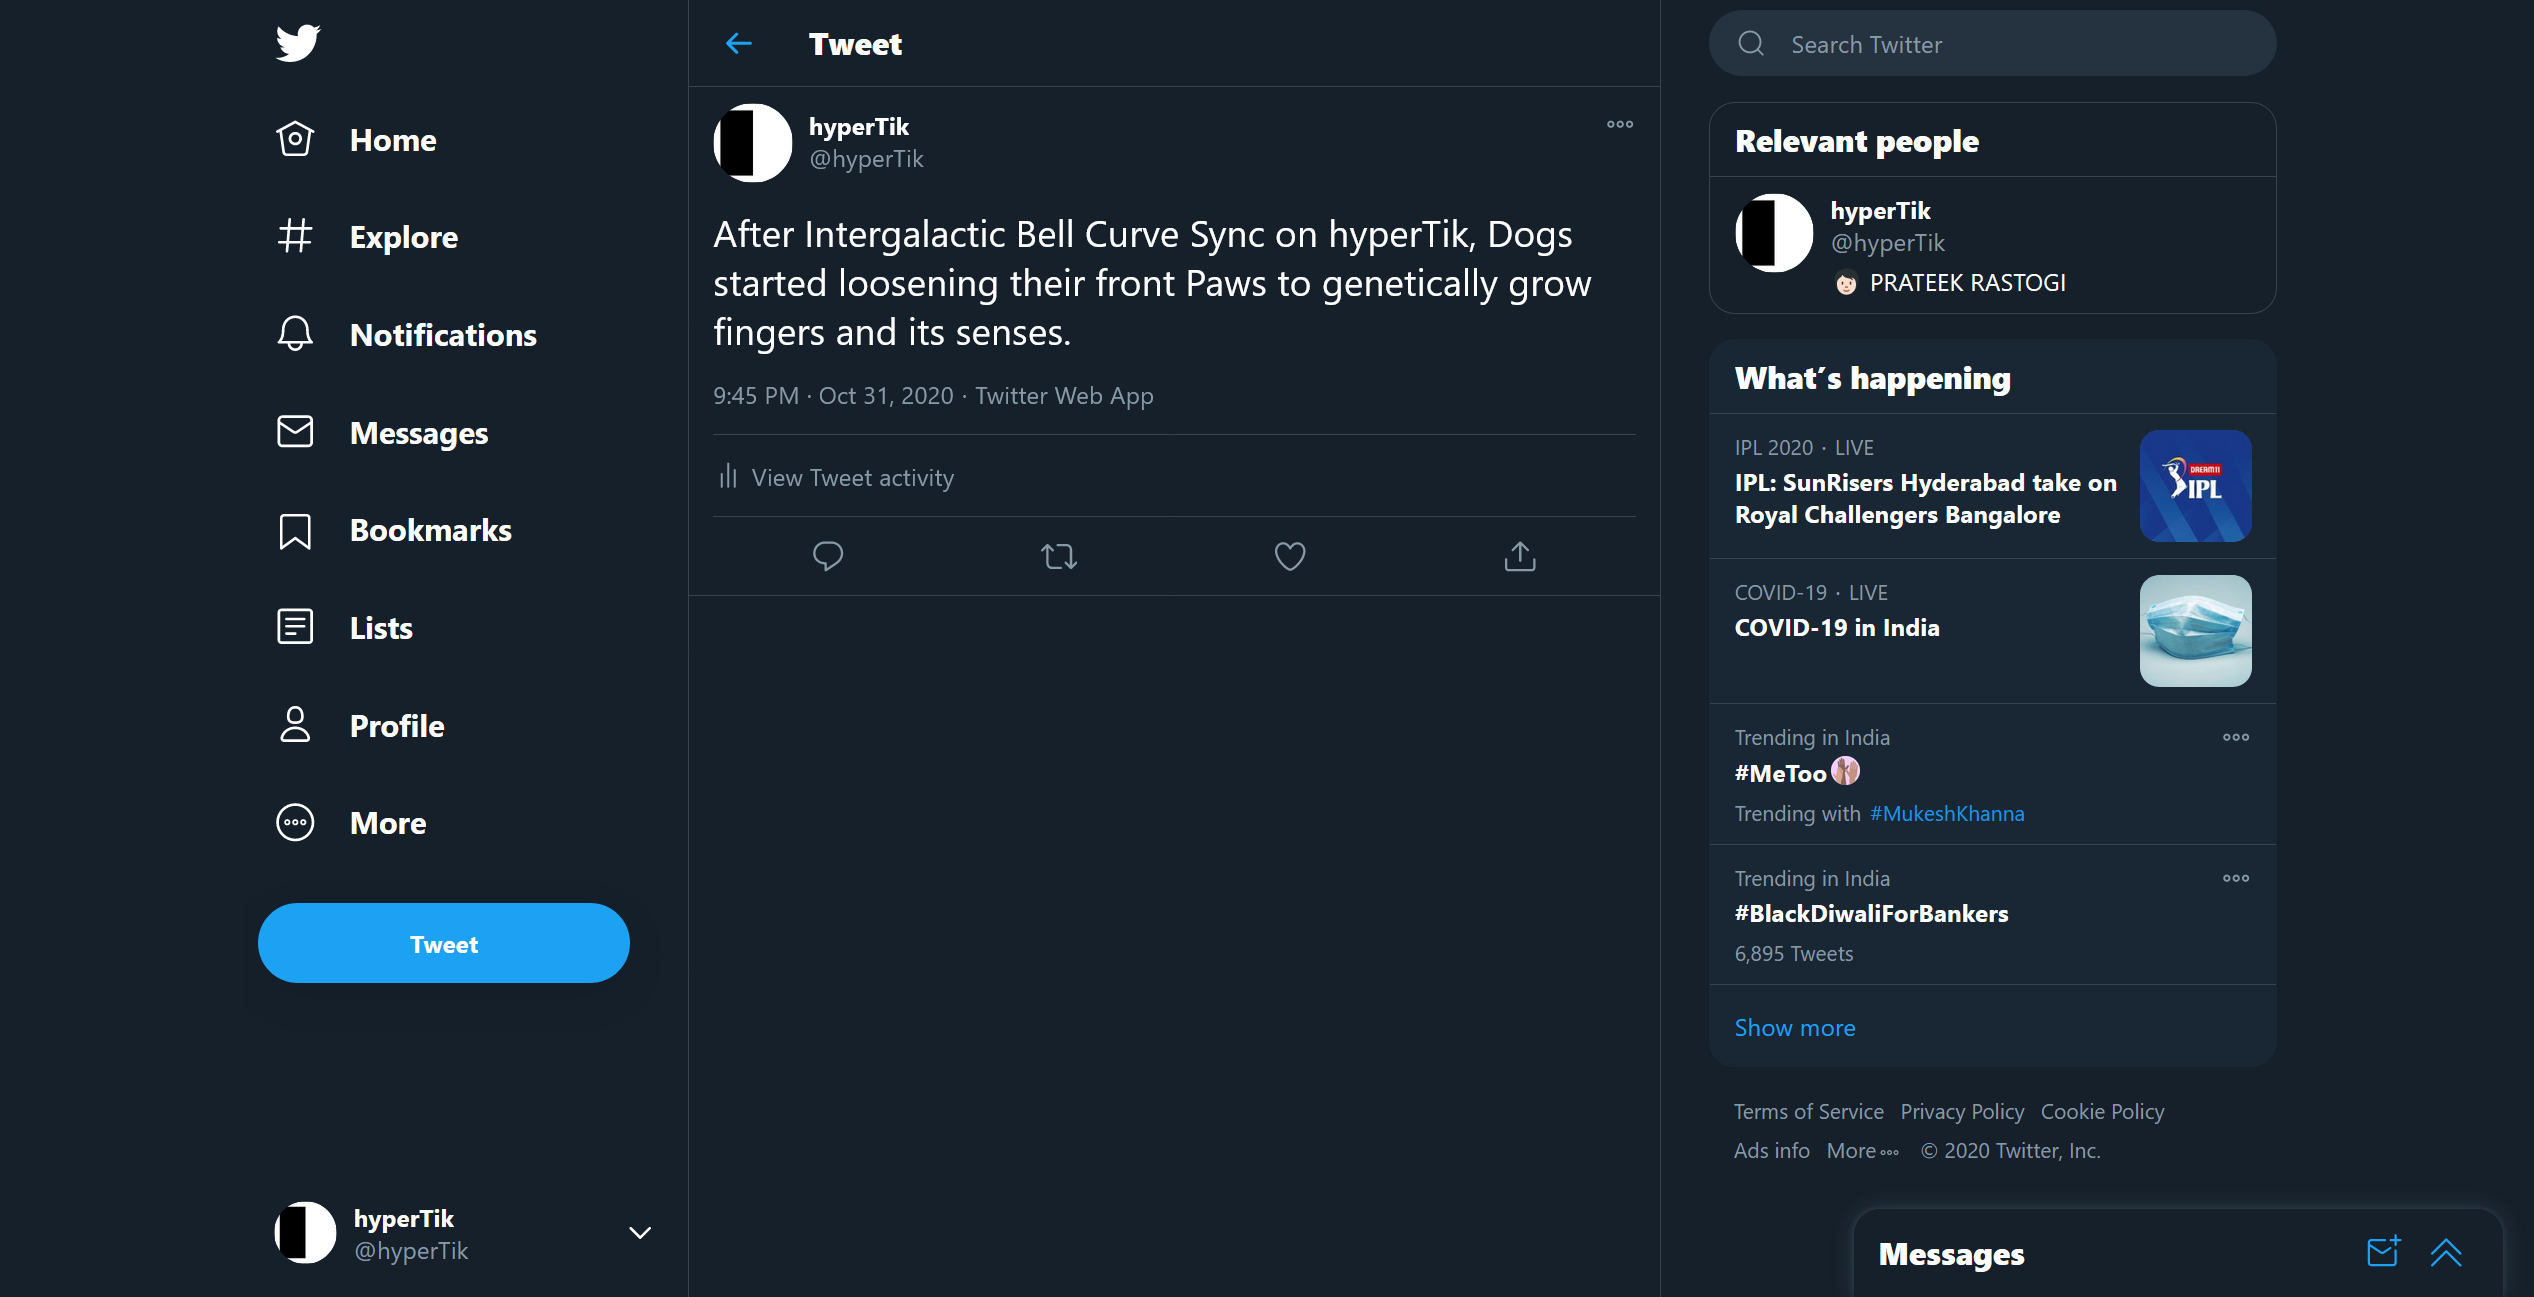 Home
Explore
Notifications
Messages
Bookmarks
Lists
Profile
More
Tweet
hyperTik
@hyperTik
Tweet
hyperTik
@hyperTik
After Intergalactic Bell Curve Sync on hyperTik, Dogs
started loosening their front Paws to genetically grow
fingers and its senses.
9:45 PM · Oct 31, 2020 · Twitter Web App
View Tweet activity
Search Twitter
Relevant people
hyperTik
@hyperTik
PRATEEK RASTOGI
What's happening
IPL 2020 · LIVE
IPL: SunRisers Hyderabad take on
Royal Challengers Bangalore
DREAM11
IPL
COVID-19 · LIVE
COVID-19 in India
Trending in India
#MeToo
Trending with #MukeshKhanna
Trending in India
#BlackDiwaliForBankers
6,895 Tweets
Show more
Terms of Service Privacy Policy Cookie Policy
Ads info More © 2020 Twitter, Inc.
Messages